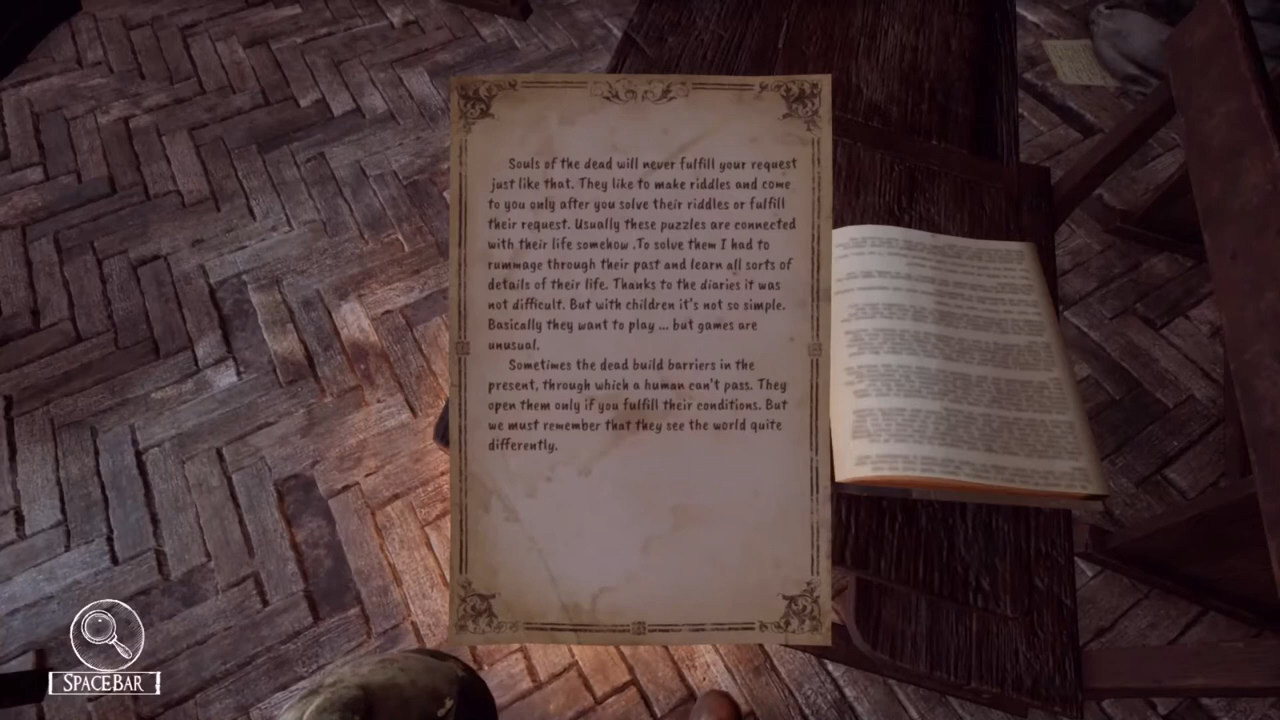 Souls of the dead will never fulfill your request
just like that. They like to make riddles and come
to you only after you solve their riddles or fulfill
their request. Usually these puzzles are connected
with their life somehow .To solve them I had to
rummage through their past and learn all sorts of
details of their life. Thanks to the diaries it was
not difficult. But with children it's not so simple.
Basically they want to play ... but games are
unusual.
Sometimes the dead build barriers in the
present, through which a human can't pass. They
open them only if you fulfill their conditions. But
we must remember that they see the world quite
differently.
SPACEBAR